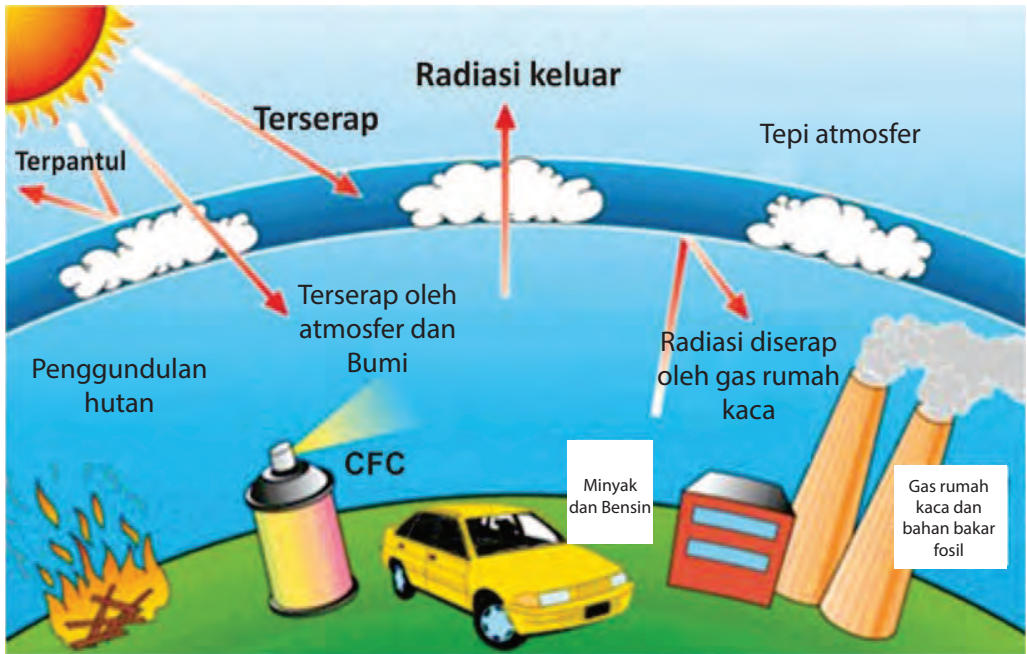 Radiasi keluar
Terserap
Tepi atmosfer
Terpantul
Terserap oleh
atmosfer dan
Bumi
Penggundulan
hutan
Radiasi diserap
oleh gas rumah
kaca
CFC
Minyak
dan Bensin
Gas rumah
kaca dan
bahan bakar
fosil